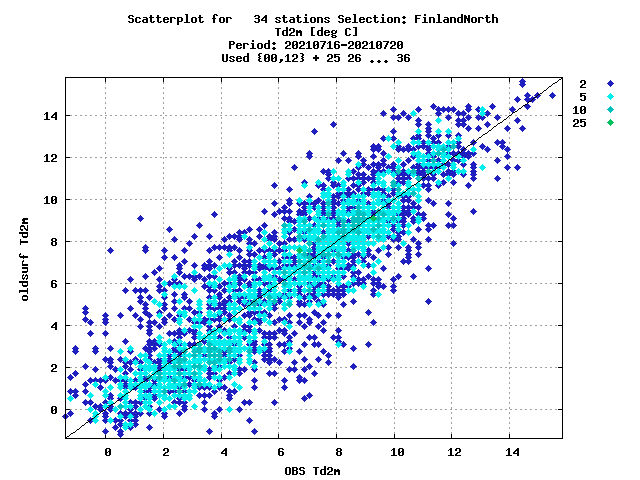 Scatterplot for   34 stations Selection: FinlandNorth
Td2m [deg C]
Period: 20210716-20210720
Used {00,12} + 25 26 ... 36
2
5
10
25
14
12
10
8
6
4
2
0
oldsurf Td2m
0 2 4 6 8 10 12 14
OBS Td2m